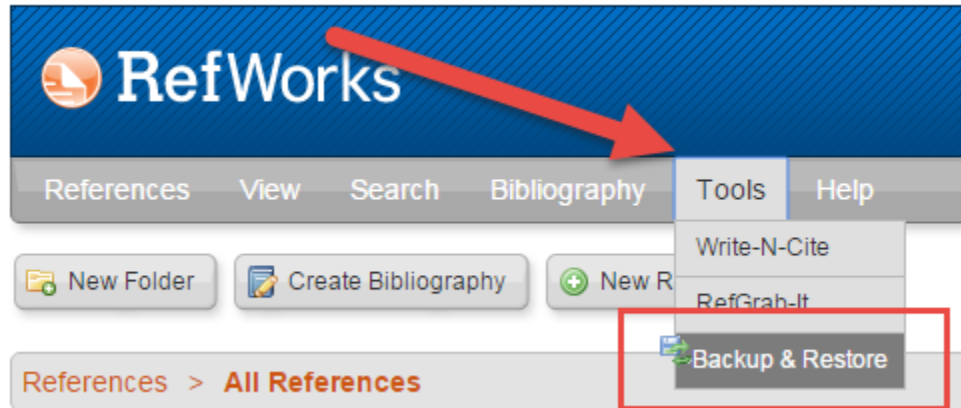 RefWorks
References View Search Bibliography Tools Help
Write-N-Cite
New Folder Create Bibliography New R
RefGrab-It
Backup & Restore
References > All References